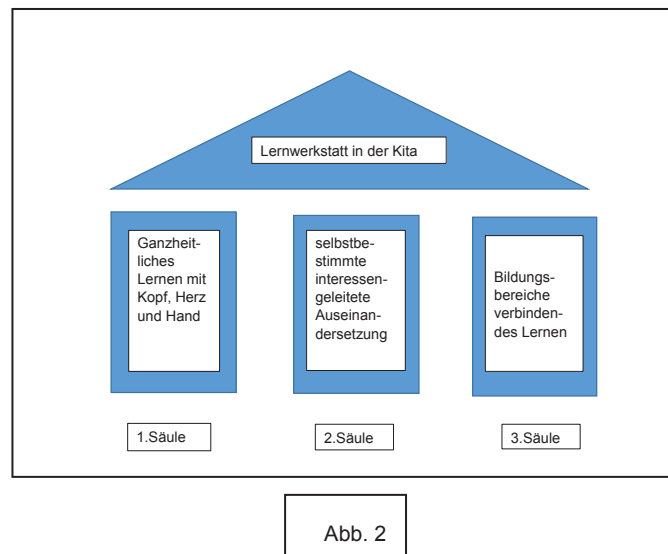 Lernwerkstatt in der Kita
Ganzheit-
liches
Lernen mit
Kopf, Herz
und Hand
selbstbe-
stimmte
interessen-
geleitete
Auseinan-
dersetzung
Bildungs-
bereiche
verbinden-
des Lernen
1.Säule
2.Säule
3.Säule
Abb. 2